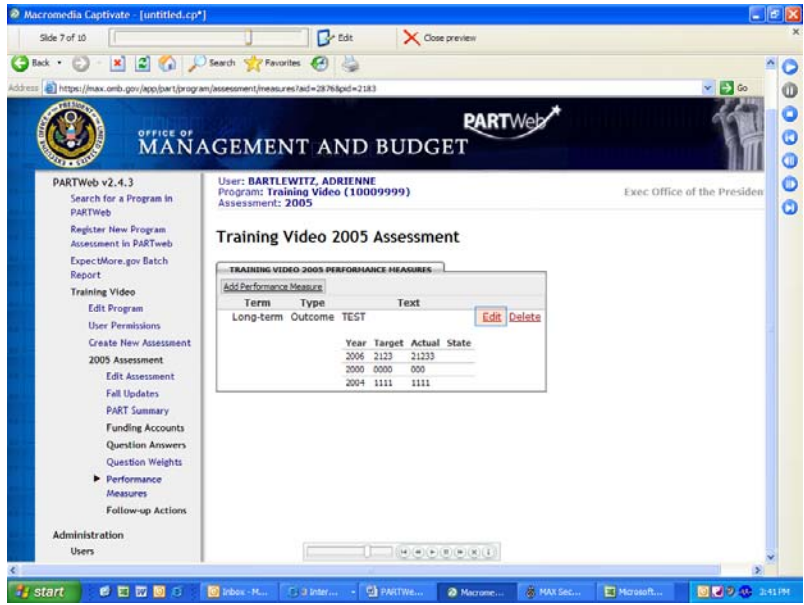 Macromedia Captivate - [untitled.cp*]
Slide 7 of 10
Edit
Close preview
Back
Search
Favorites
Address
https://max.omb.gov/app/part/program/assessment/measures?aid=2876&pid=2183
Go
OFFICE OF
MANAGEMENT AND BUDGET
PARTWeb
PARTWeb v2.4.3
Search for a Program in
PARTWeb
Register New Program
Assessment in PARTweb
ExpectMore.gov Batch
Report
Training Video
Edit Program
User Permissions
Create New Assessment
2005 Assessment
Edit Assessment
Fall Updates
PART Summary
Funding Accounts
Question Answers
Question Weights
Performance
Measures
Follow-up Actions
Administration
Users
User: BARTLEWITZ, ADRIENNE
Program: Training Video (10009999)
Assessment: 2005
Exec Office of the Presiden
Training Video 2005 Assessment
TRAINING VIDEO 2005 PERFORMANCE MEASURES
Add Performance Measure
Term Type Text
Long-term Outcome TEST Edit Delete
Year Target Actual State
2006 2123 21233
2000 0000 000
2004 1111 1111
start
Inbox - M...
3 Inter...
PARTWe...
Macrome...
MAX Sec...
Microsoft...
3:41 PM